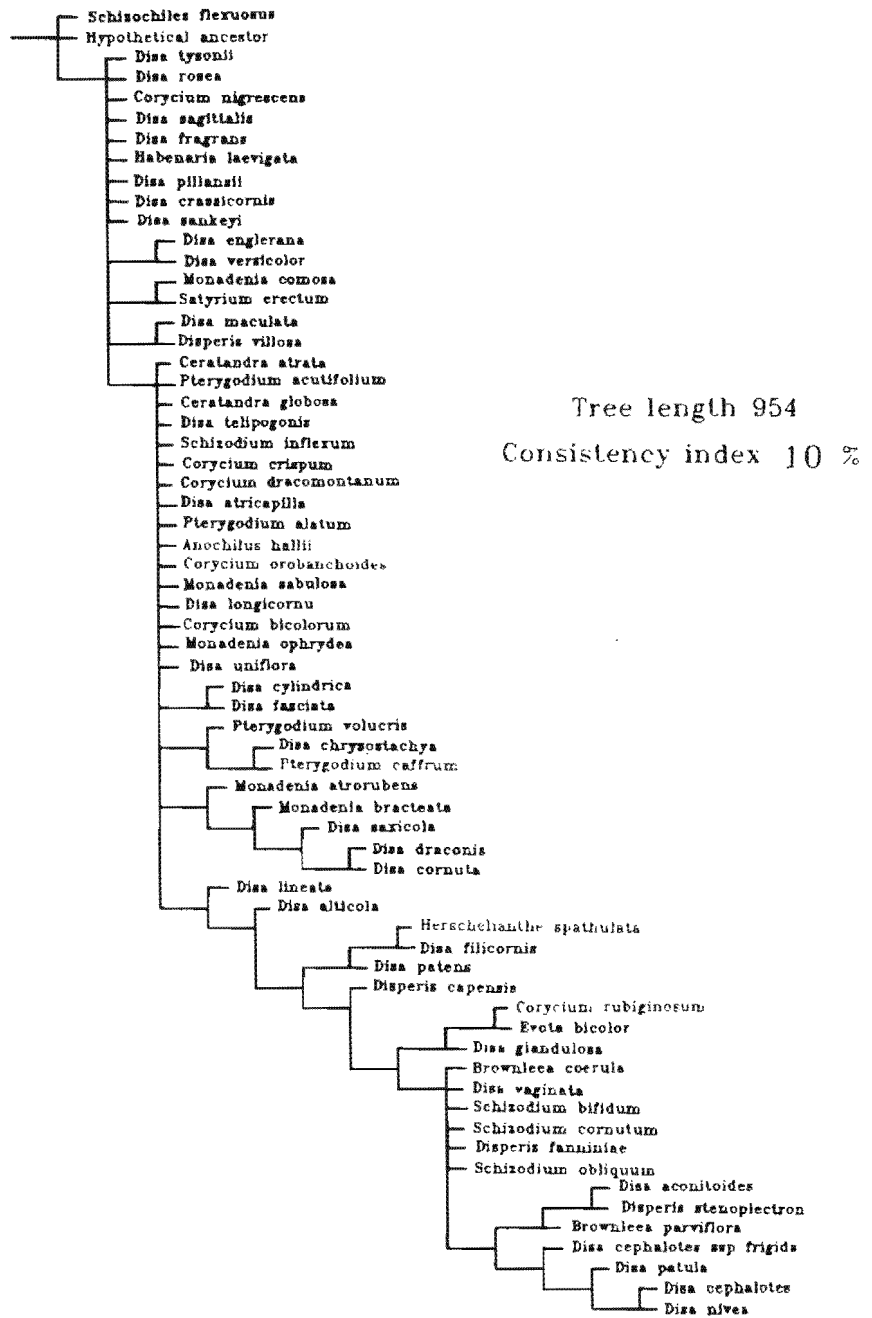 Schisochiles flexuosus
Hypothetical ancestor
Disa tysonii
Disa rosea
Corycium nigrescens
Disa sagittalis
Disa fragrans
Habenaria laevigata
Disa pillansii
Disa crassicornis
Disa sankeyi
Disa englerana
Disa versicolor
Monadenia comosa
Satyrium erectum
Disa maculata
Disperis villosa
Ceratandra atrata
Pterygodium acutifolium
Ceratandra globosa
Tree length 954
Disa telipogonis
Schizodium inflexum
Consistency index 10 %
Corycium crispum
Corycium dracomontanum
Disa atricapilla
Pterygodium alatum
Anochilus hallii
Corycium orobanchoides
Monadenia sabulosa
Disa longicornu
Corycium bicolorum
Monadenia ophrydea
Disa uniflora
Disa cylindrica
Disa fasciata
Pterygodium volucris
Disa chrysostachya
Pterygodium caffrum
Monadenia atrorubens
Monadenia bracteata
Disa saxicola
Disa draconis
Disa cornuta
Disa lineata
Disa alticola
Herschelianthe spathulata
Disa filicornis
Disa patens
Disperis capensis
Corycium rubiginosum
Evota bicolor
Disa glandulosa
Brownleea coerula
Disa vaginata
Schizodium bifidum
Schizodium cornutum
Disperis fanniniae
Schizodium obliquum
Disa aconitoides
Disperis stenoplectron
Brownleea parviflora
Disa cephalotes ssp frigida
Disa patula
Disa cephalotes
Disa nivea